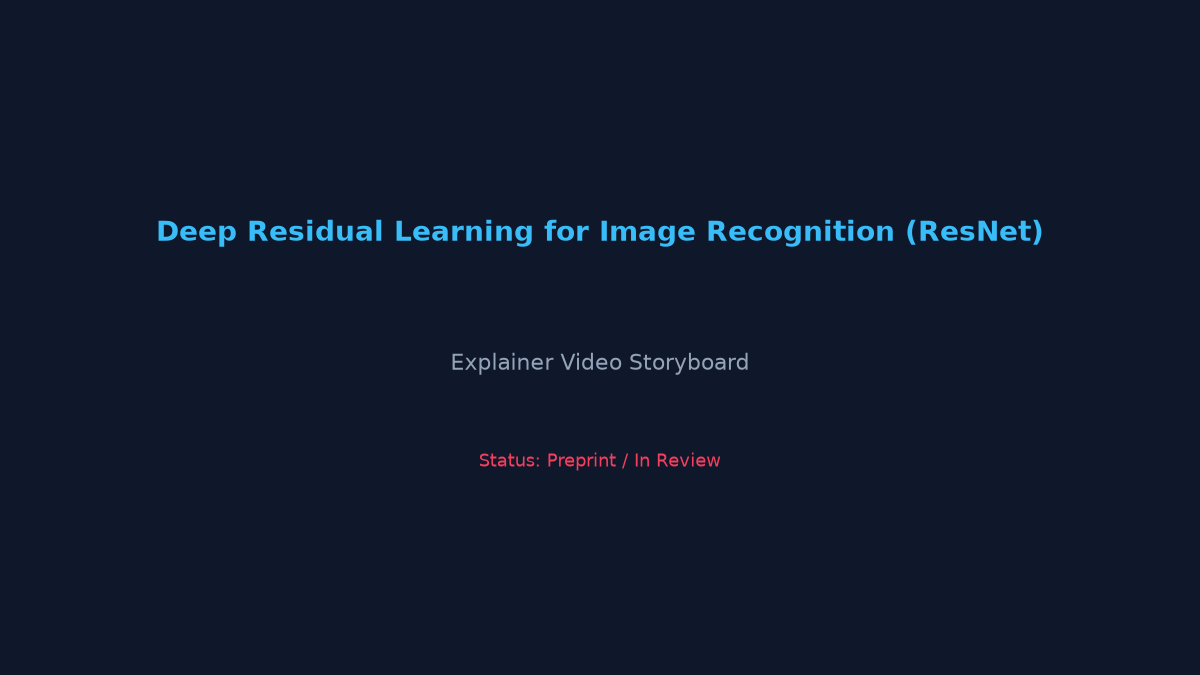 Deep Residual Learning for Image Recognition (ResNet)
Explainer Video Storyboard
Status: Preprint / In Review